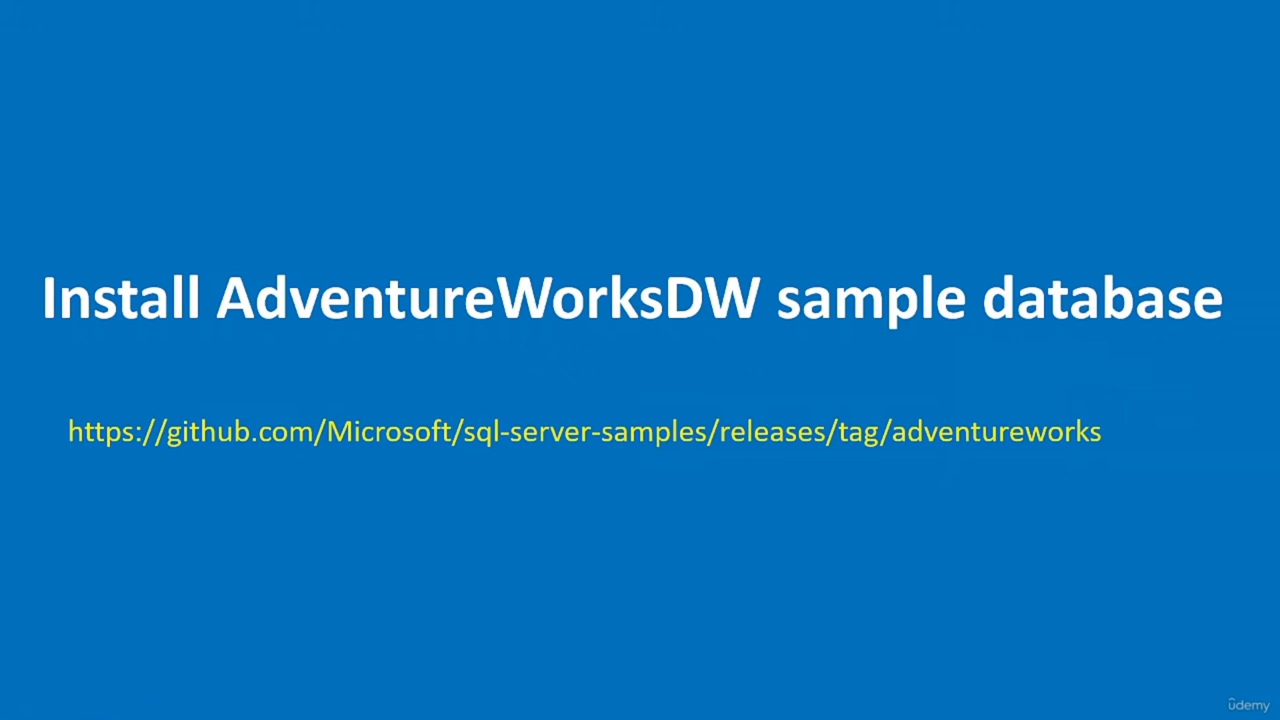 Install AdventureWorksDW sample database
https://github.com/Microsoft/sql-server-samples/releases/tag/adventureworks
ûdemy